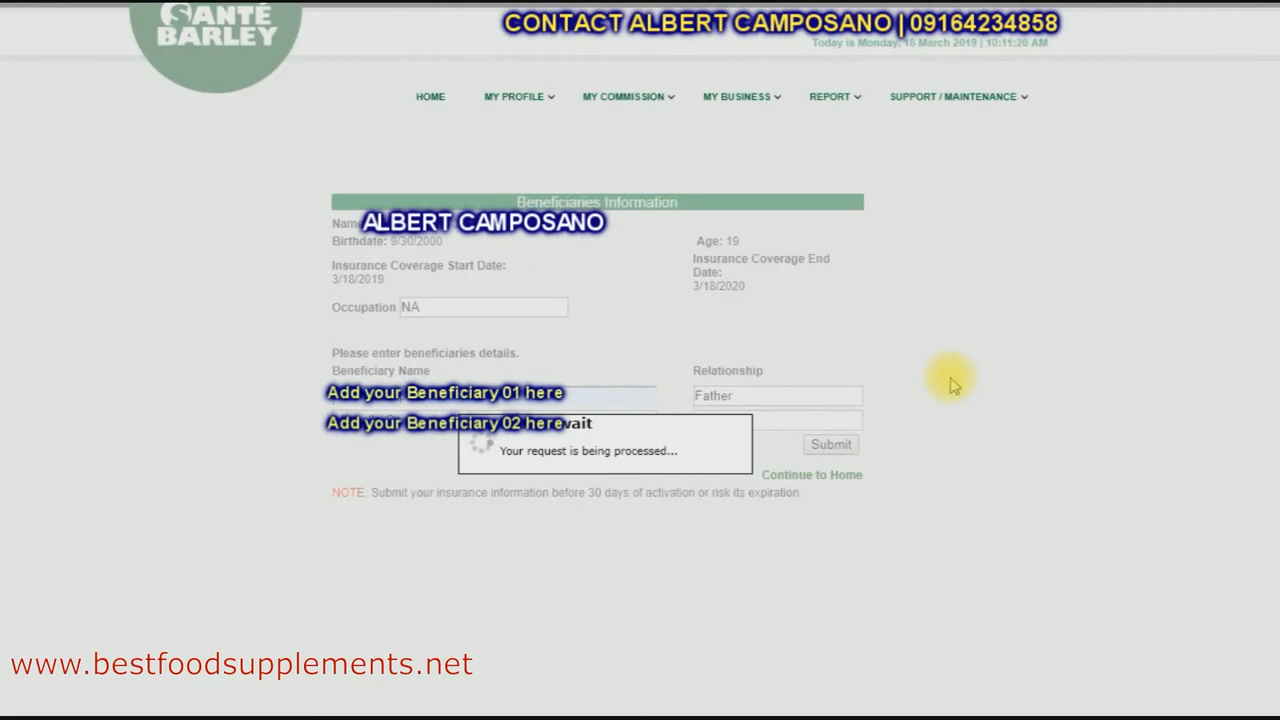 SANTÉ
BARLEY
CONTACT ALBERT CAMPOSANO | 09164234858
Today is Monday, 18 March 2019 | 10:11:20 AM
HOME MY PROFILE MY COMMISSION MY BUSINESS REPORT SUPPORT / MAINTENANCE
Beneficiaries Information
Name ALBERT CAMPOSANO
Birthdate: 9/30/2000 Age: 19
Insurance Coverage Start Date:
3/18/2019
Insurance Coverage End
Date:
3/18/2020
Occupation NA
Please enter beneficiaries details.
Beneficiary Name Relationship
Add your Beneficiary 01 here Father
Add your Beneficiary 02 here
Your request is being processed...
Submit
Continue to Home
NOTE: Submit your insurance information before 30 days of activation or risk its expiration.
www.bestfoodsupplements.net